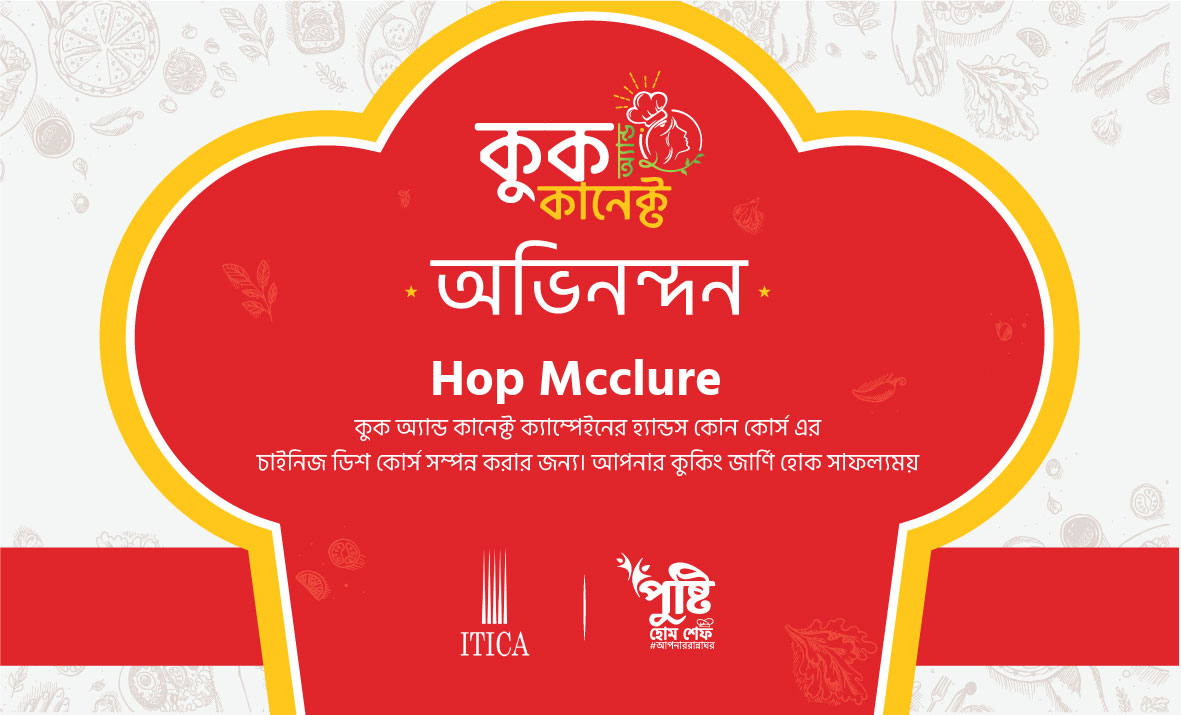 কুক অ্যান্ড
কানেক্ট
অভিনন্দন
Hop Mcclure
কুক অ্যান্ড কানেক্ট ক্যাম্পেইনের হ্যান্ডস কোন কোর্স এর
চাইনিজ ডিশ কোর্স সম্পন্ন করার জন্য। আপনার কুকিং জার্ণি হোক সাফল্যময়
ITICA
পুষ্টি
হোম শেফ
#আপনাররান্নাঘর